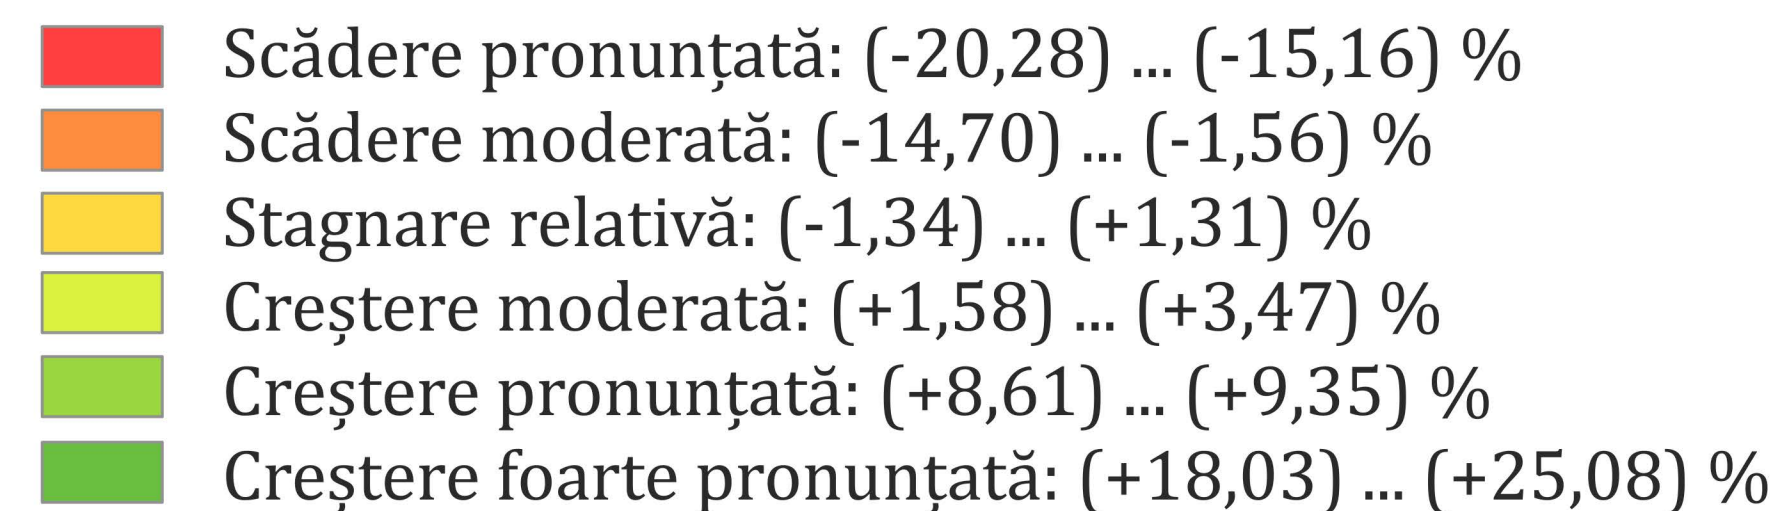 Scădere pronunțată: (-20,28) ... (-15,16) %
Scădere moderată: (-14,70) ... (-1,56) %
Stagnare relativă: (-1,34) ... (+1,31) %
Creștere moderată: (+1,58) ... (+3,47) %
Creștere pronunțată: (+8,61) ... (+9,35) %
Creștere foarte pronunțată: (+18,03) ... (+25,08) %